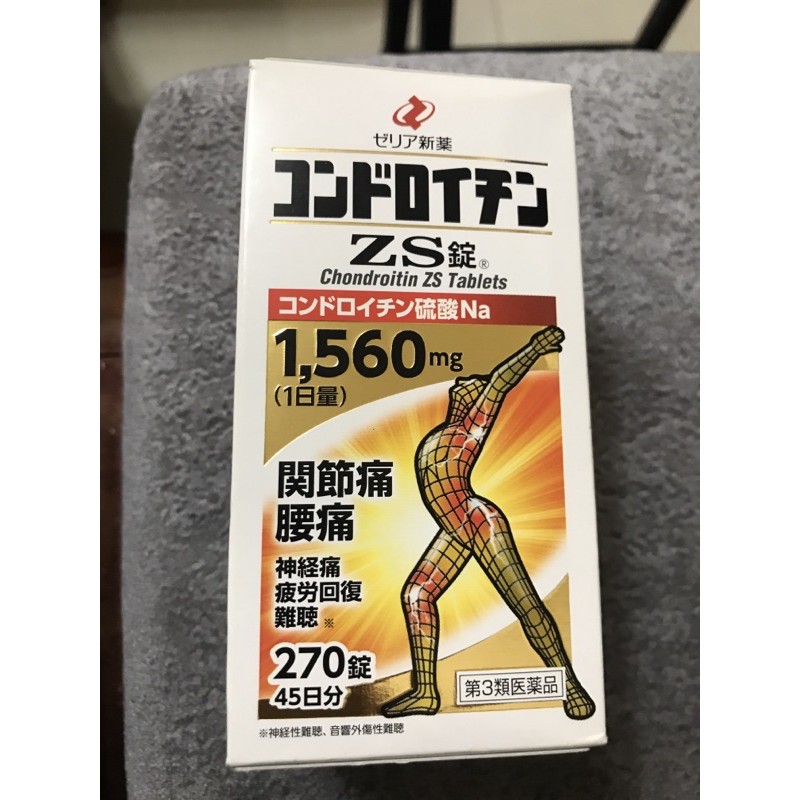 ゼリア新薬
コンドロイチン
ZS錠®
Chondroitin ZS Tablets
コンドロイチン硫酸Na
1,560mg
(1日量)
関節痛
腰痛
神経痛
疲労回復
難聴※
270錠
45日分
第3類医薬品
※神経性難聴、音響外傷性難聴